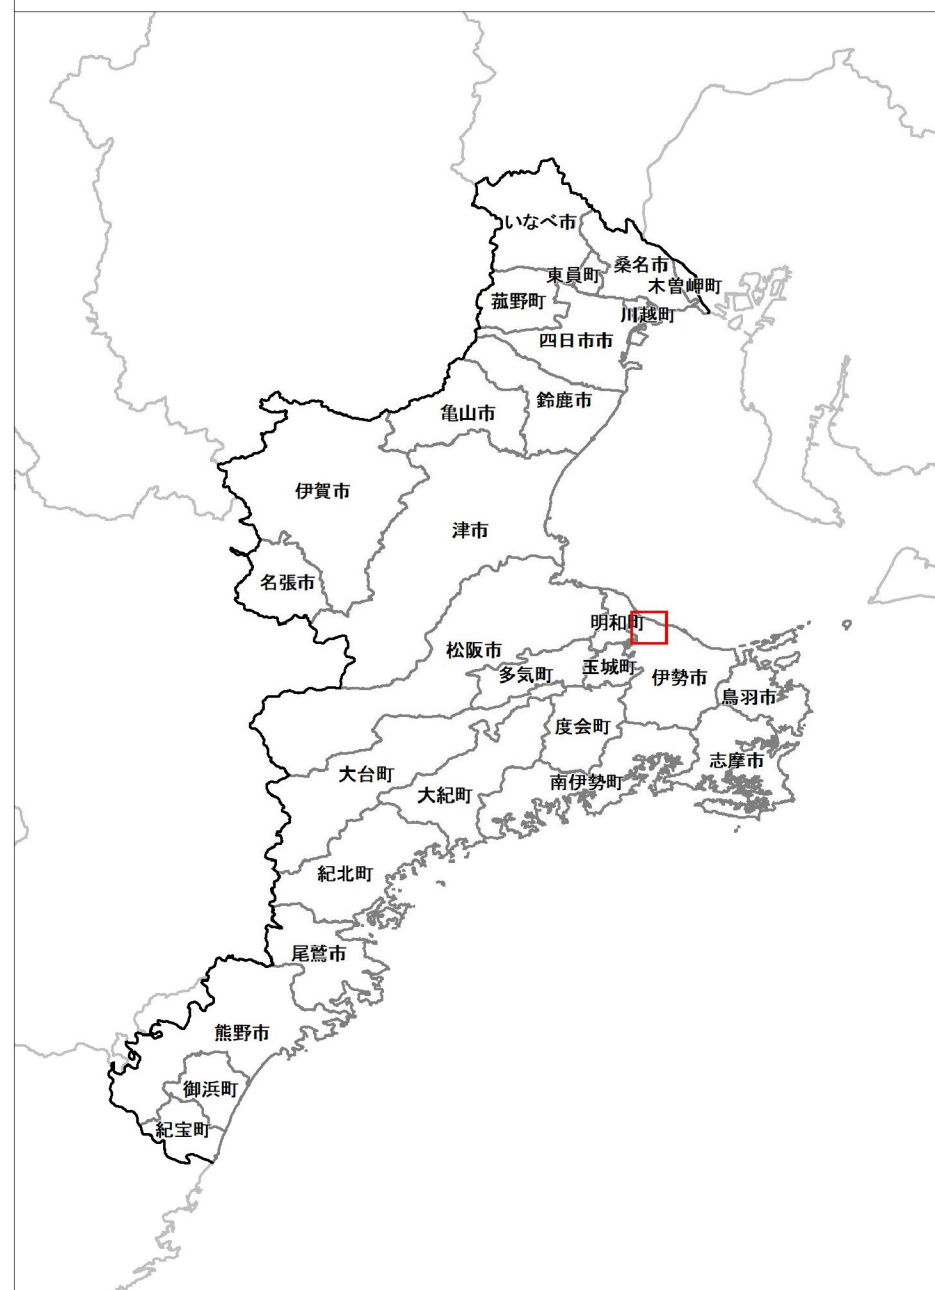 いなべ市
桑名市
東員町
木曽岬町
菰野町
川越町
四日市市
鈴鹿市
亀山市
伊賀市
津市
名張市
明和町
松阪市
玉城町
多気町
伊勢市
鳥羽市
度会町
志摩市
大台町
南伊勢町
大紀町
紀北町
尾鷲市
熊野市
御浜町
紀宝町